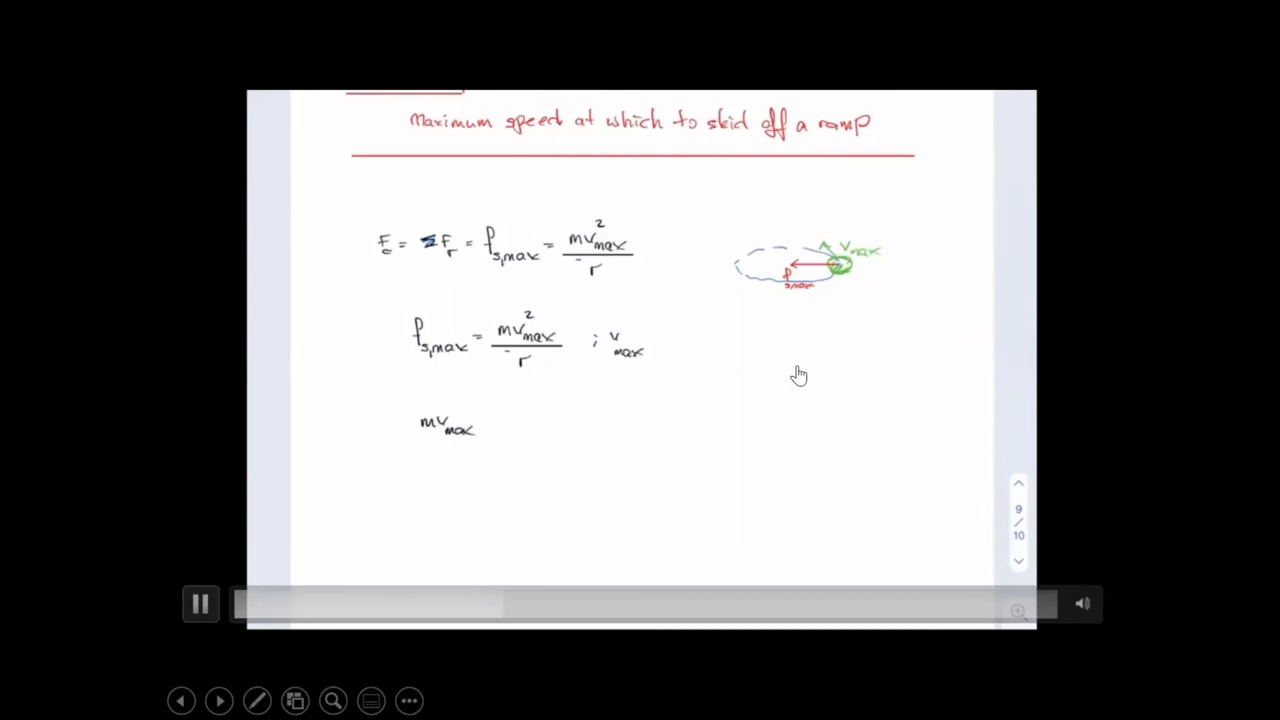 Maximum speed at which to skid off a ramp
F_c = ΣF_r = f_s,max = mv²_max / r
v_max
f_s,max
f_s,max = mv²_max / r ; v_max
mv_max
9
/
10